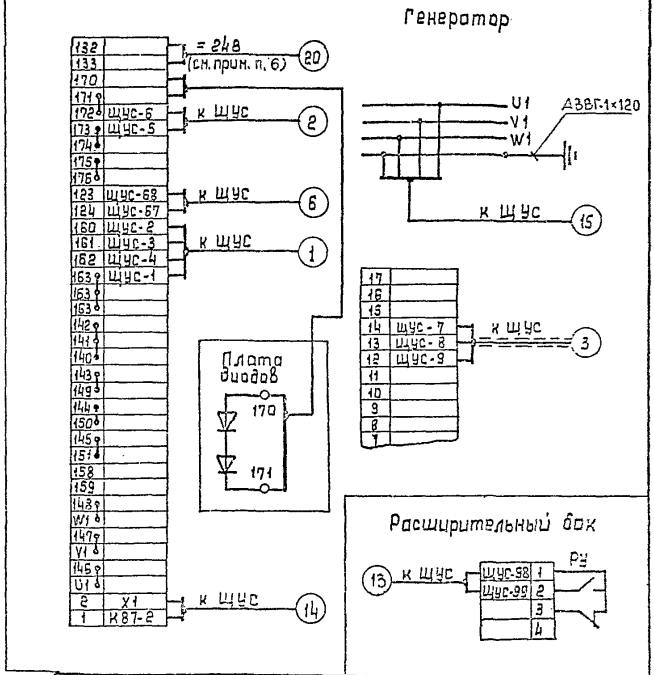 Генератор
132
133
= 24В
(см. прим. п. 6)
20
170
171
172 ЩУС-6
173 ЩУС-5
к ЩУС
2
174
175
176
123 ЩУС-68
124 ЩУС-67
к ЩУС
6
160 ЩУС-2
161 ЩУС-3
162 ЩУС-4
163 ЩУС-1
к ЩУС
1
163
163
142
141
140
143
149
144
150
145
151
158
159
148
W1
147
V1
146
U1
2 X1
1 К87-2
к ЩУС
14
U1
V1
W1
АВВГ-1×120
к ЩУС
15
17
16
15
14 ЩУС-7
13 ЩУС-8
12 ЩУС-9
к ЩУС
3
11
10
9
8
7
Плата
диодов
170
171
Расширительный бак
13
к ЩУС
ЩУС-98 1
ЩУС-99 2
3
4
РУ